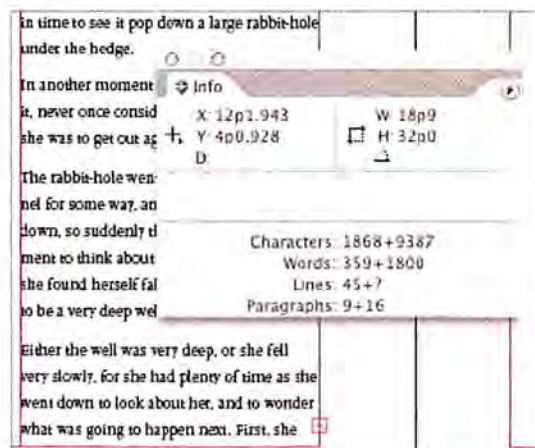 in time to see it pop down a large rabbit-hole
under the hedge.
In another moment
it, never once consid
she was to get out ag
The rabbit-hole wen
nel for some way, an
down, so suddenly th
ment to think about
she found herself fal
to be a very deep wel
Either the well was very deep, or she fell
very slowly, for she had plenty of time as she
went down to look about her, and to wonder
what was going to happen next. First, she
Info
X: 12p1.943
Y: 4p0.928
D:
W: 18p9
H: 32p0
Characters: 1868+9387
Words: 359+1800
Lines: 45+?
Paragraphs: 9+16